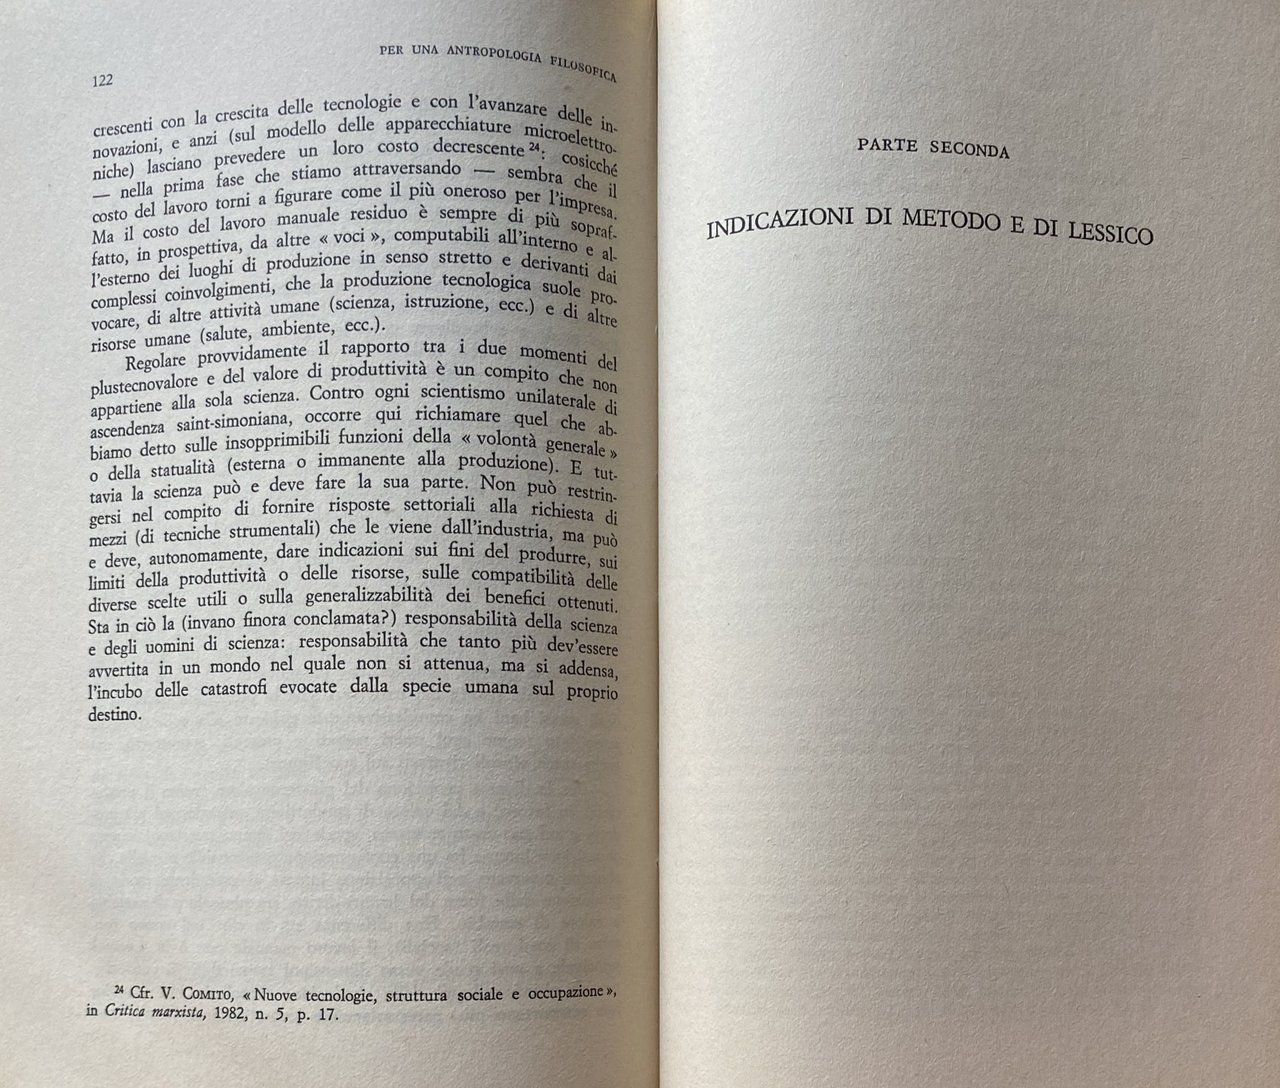 122
PER UNA ANTROPOLOGIA FILOSOFICA
crescenti con la crescita delle tecnologie e con l'avanzare delle in-
novazioni, e anzi (sul modello delle apparecchiature microelettro-
niche) lasciano prevedere un loro costo decrescente 24: cosicché
— nella prima fase che stiamo attraversando — sembra che il
costo del lavoro torni a figurare come il più oneroso per l'impresa.
Ma il costo del lavoro manuale residuo è sempre di più sopraf-
fatto, in prospettiva, da altre « voci », computabili all'interno e al-
l'esterno dei luoghi di produzione in senso stretto e derivanti dai
complessi coinvolgimenti, che la produzione tecnologica suole pro-
vocare, di altre attività umane (scienza, istruzione, ecc.) e di altre
risorse umane (salute, ambiente, ecc.).
Regolare provvidamente il rapporto tra i due momenti del
plustecnovalore e del valore di produttività è un compito che non
appartiene alla sola scienza. Contro ogni scientismo unilaterale di
ascendenza saint-simoniana, occorre qui richiamare quel che ab-
biamo detto sulle insopprimibili funzioni della « volontà generale »
o della statualità (esterna o immanente alla produzione). E tut-
tavia la scienza può e deve fare la sua parte. Non può restrin-
gersi nel compito di fornire risposte settoriali alla richiesta di
mezzi (di tecniche strumentali) che le viene dall'industria, ma può
e deve, autonomamente, dare indicazioni sui fini del produrre, sui
limiti della produttività o delle risorse, sulle compatibilità delle
diverse scelte utili o sulla generalizzabilità dei benefici ottenuti.
Sta in ciò la (invano finora conclamata?) responsabilità della scienza
e degli uomini di scienza: responsabilità che tanto più dev'essere
avvertita in un mondo nel quale non si attenua, ma si addensa,
l'incubo delle catastrofi evocate dalla specie umana sul proprio
destino.
24 Cfr. V. COMITO, « Nuove tecnologie, struttura sociale e occupazione »,
in Critica marxista, 1982, n. 5, p. 17.
PARTE SECONDA
INDICAZIONI DI METODO E DI LESSICO